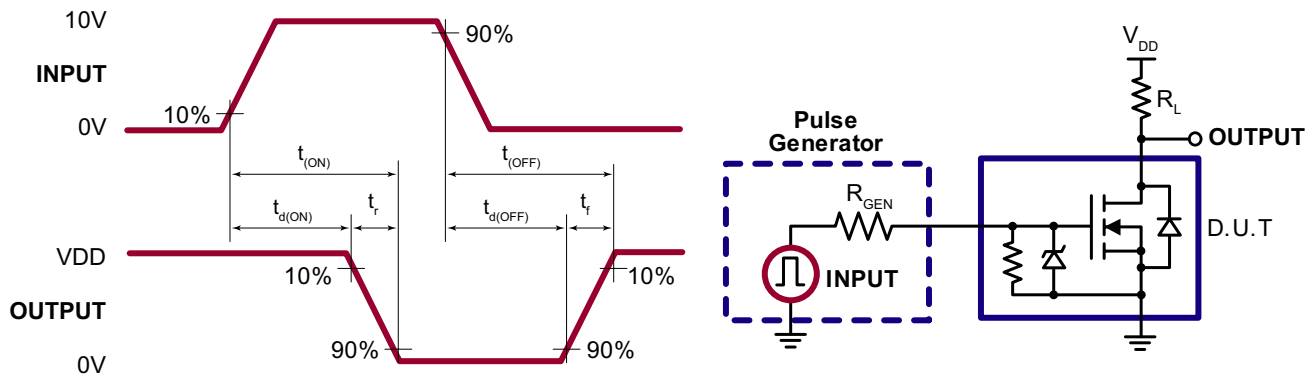 10V
90%
INPUT
10%
0V
t(ON)
t(OFF)
td(ON)
tr
td(OFF)
tf
VDD
10%
10%
OUTPUT
90%
90%
0V
VDD
RL
OUTPUT
Pulse
Generator
RGEN
INPUT
D.U.T